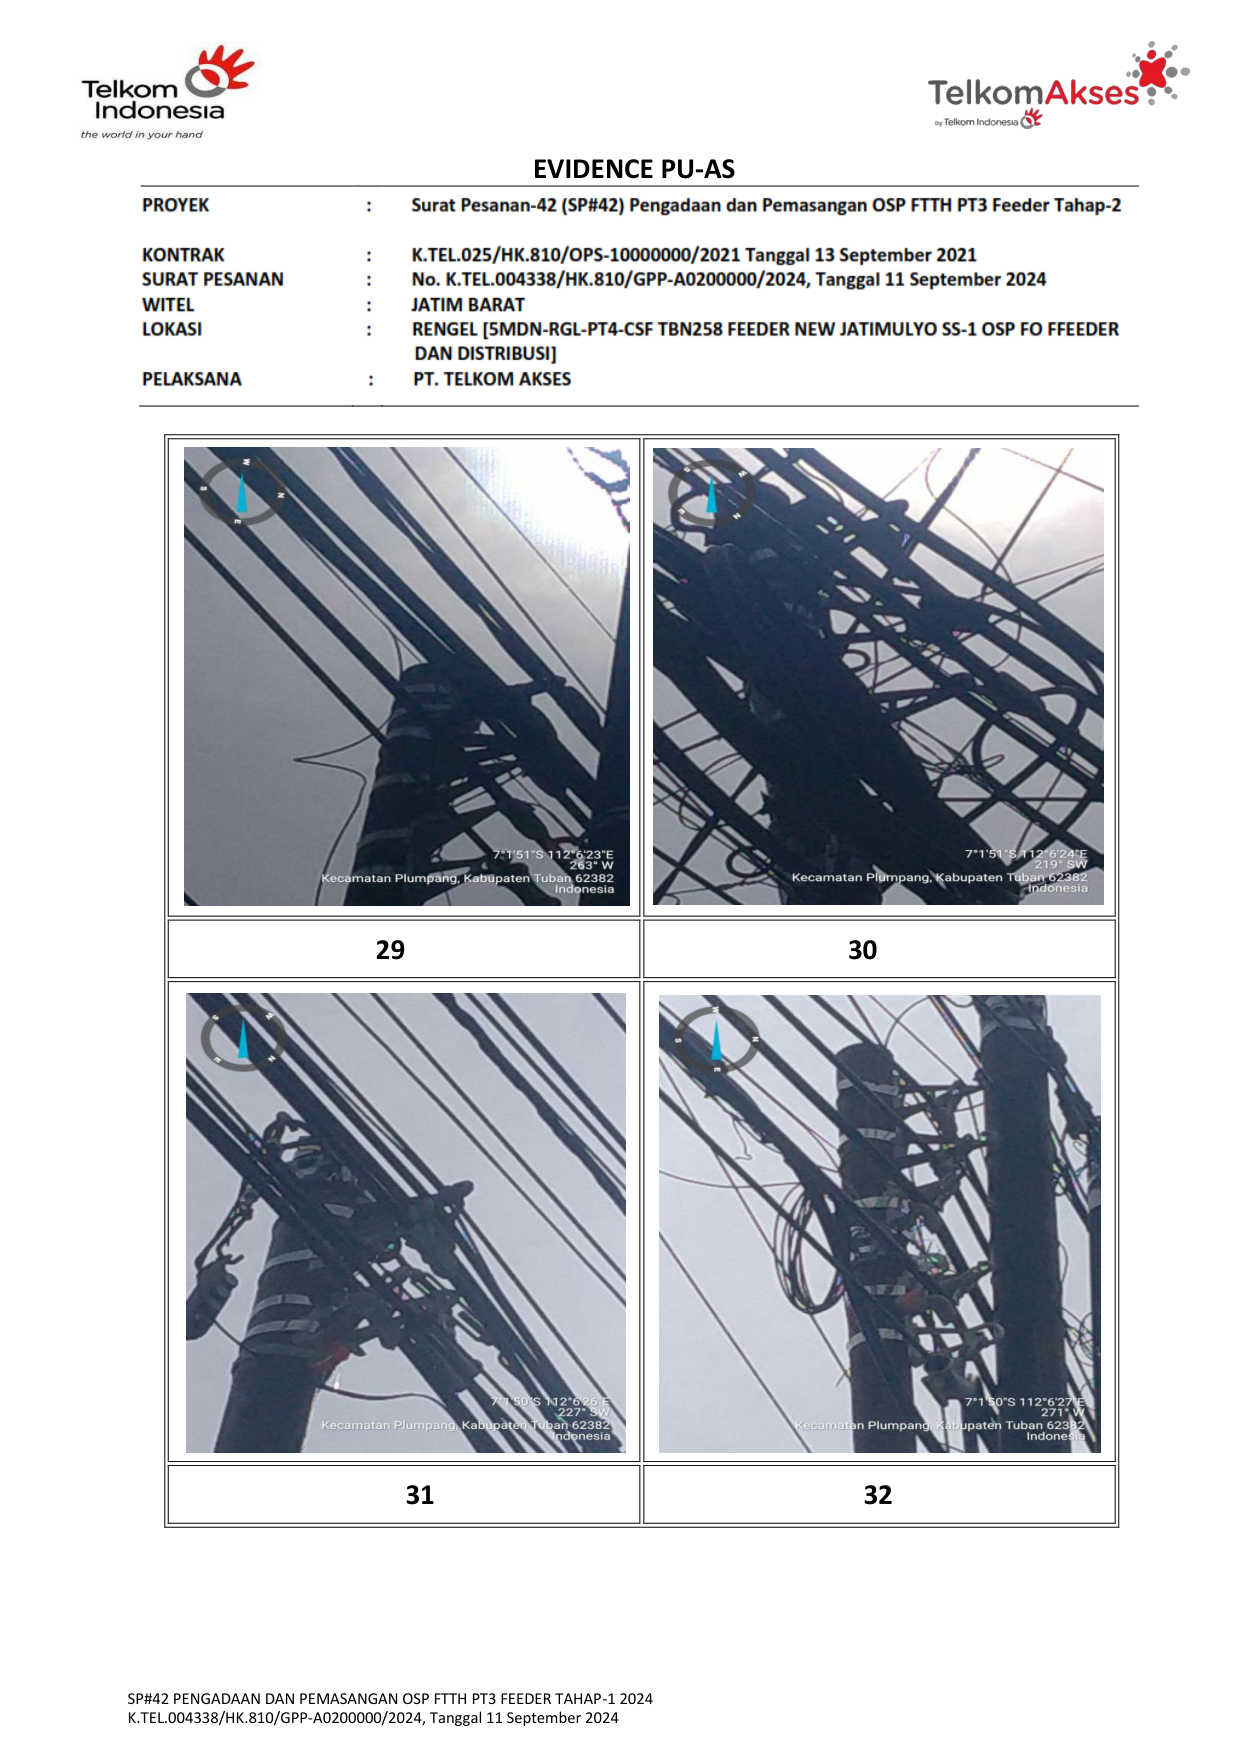 Telkom
Indonesia
the world in your hand
TelkomAkses
by Telkom Indonesia
EVIDENCE PU-AS
PROYEK : Surat Pesanan-42 (SP#42) Pengadaan dan Pemasangan OSP FTTH PT3 Feeder Tahap-2
KONTRAK : K.TEL.025/HK.810/OPS-10000000/2021 Tanggal 13 September 2021
SURAT PESANAN : No. K.TEL.004338/HK.810/GPP-A0200000/2024, Tanggal 11 September 2024
WITEL : JATIM BARAT
LOKASI : RENGEL [5MDN-RGL-PT4-CSF TBN258 FEEDER NEW JATIMULYO SS-1 OSP FO FFEEDER
DAN DISTRIBUSI]
PELAKSANA : PT. TELKOM AKSES
W
S
N
E
7°1'51"S 112°6'23"E
263° W
Kecamatan Plumpang, Kabupaten Tuban 62382
Indonesia
S
W
E
N
7°1'51"S 112°6'24"E
219° SW
Kecamatan Plumpang, Kabupaten Tuban 62382
Indonesia
29
30
S
W
E
N
7°1'50"S 112°6'26"E
227° SW
Kecamatan Plumpang, Kabupaten Tuban 62382
Indonesia
W
S
N
E
7°1'50"S 112°6'27"E
271° W
Kecamatan Plumpang, Kabupaten Tuban 62382
Indonesia
31
32
SP#42 PENGADAAN DAN PEMASANGAN OSP FTTH PT3 FEEDER TAHAP-1 2024
K.TEL.004338/HK.810/GPP-A0200000/2024, Tanggal 11 September 2024